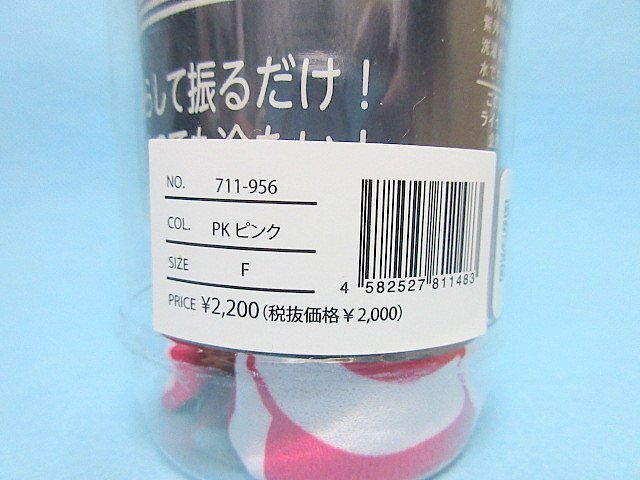 らして振るだけ！
NO. 711-956
COL. PK ピンク
SIZE F
PRICE ¥2,200(税抜価格￥2,000)
4 582527 811483